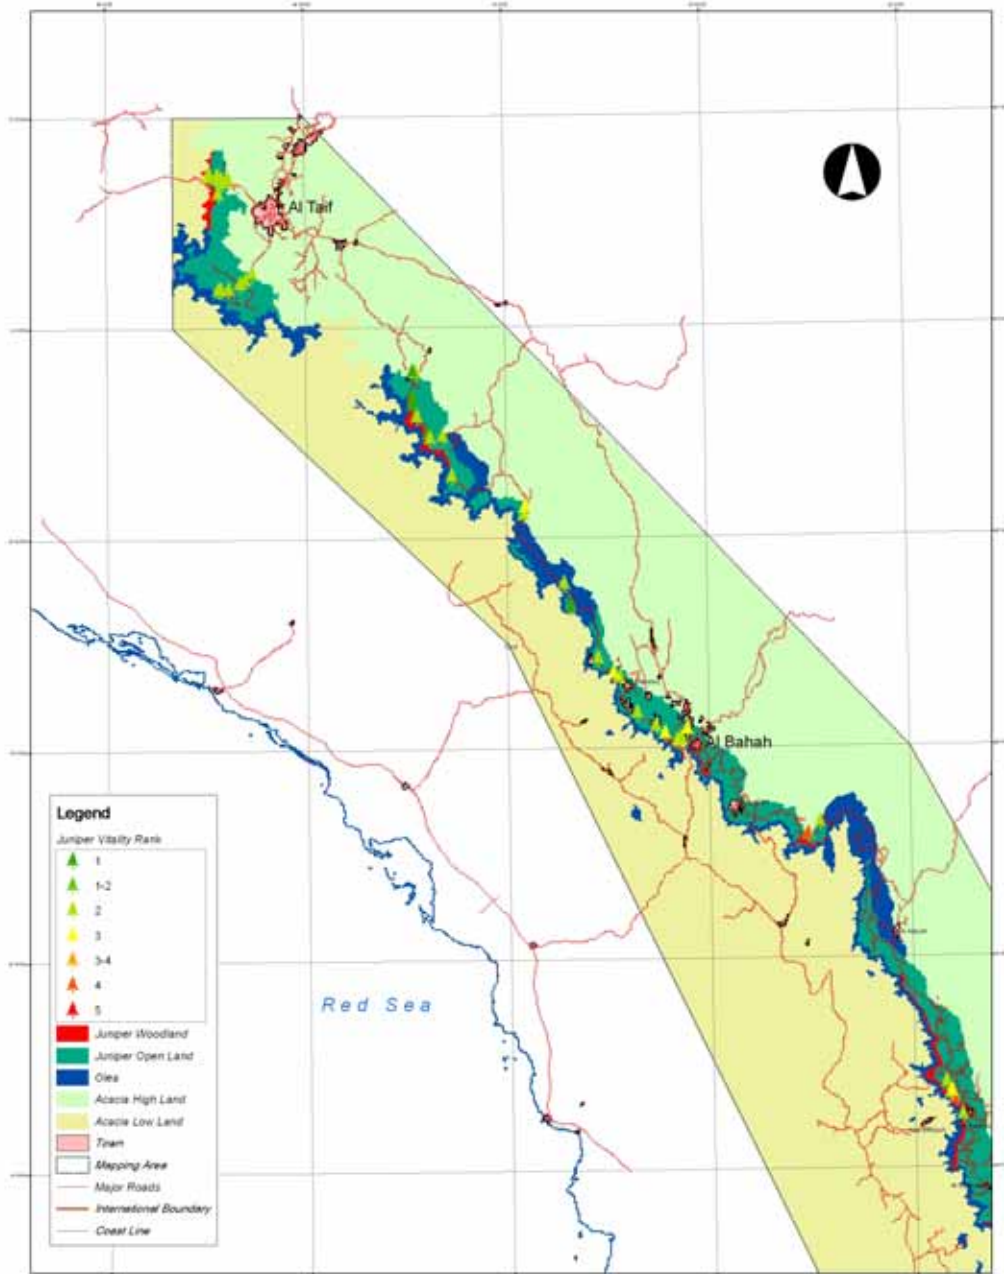 Al Taif
Al Bahah
Red Sea
Legend
Juniper Vitality Rank
1
1-2
2
3
3-4
4
5
Juniper Woodland
Juniper Open Land
Olea
Acacia High Land
Acacia Low Land
Town
Mapping Area
Major Roads
International Boundary
Coast Line